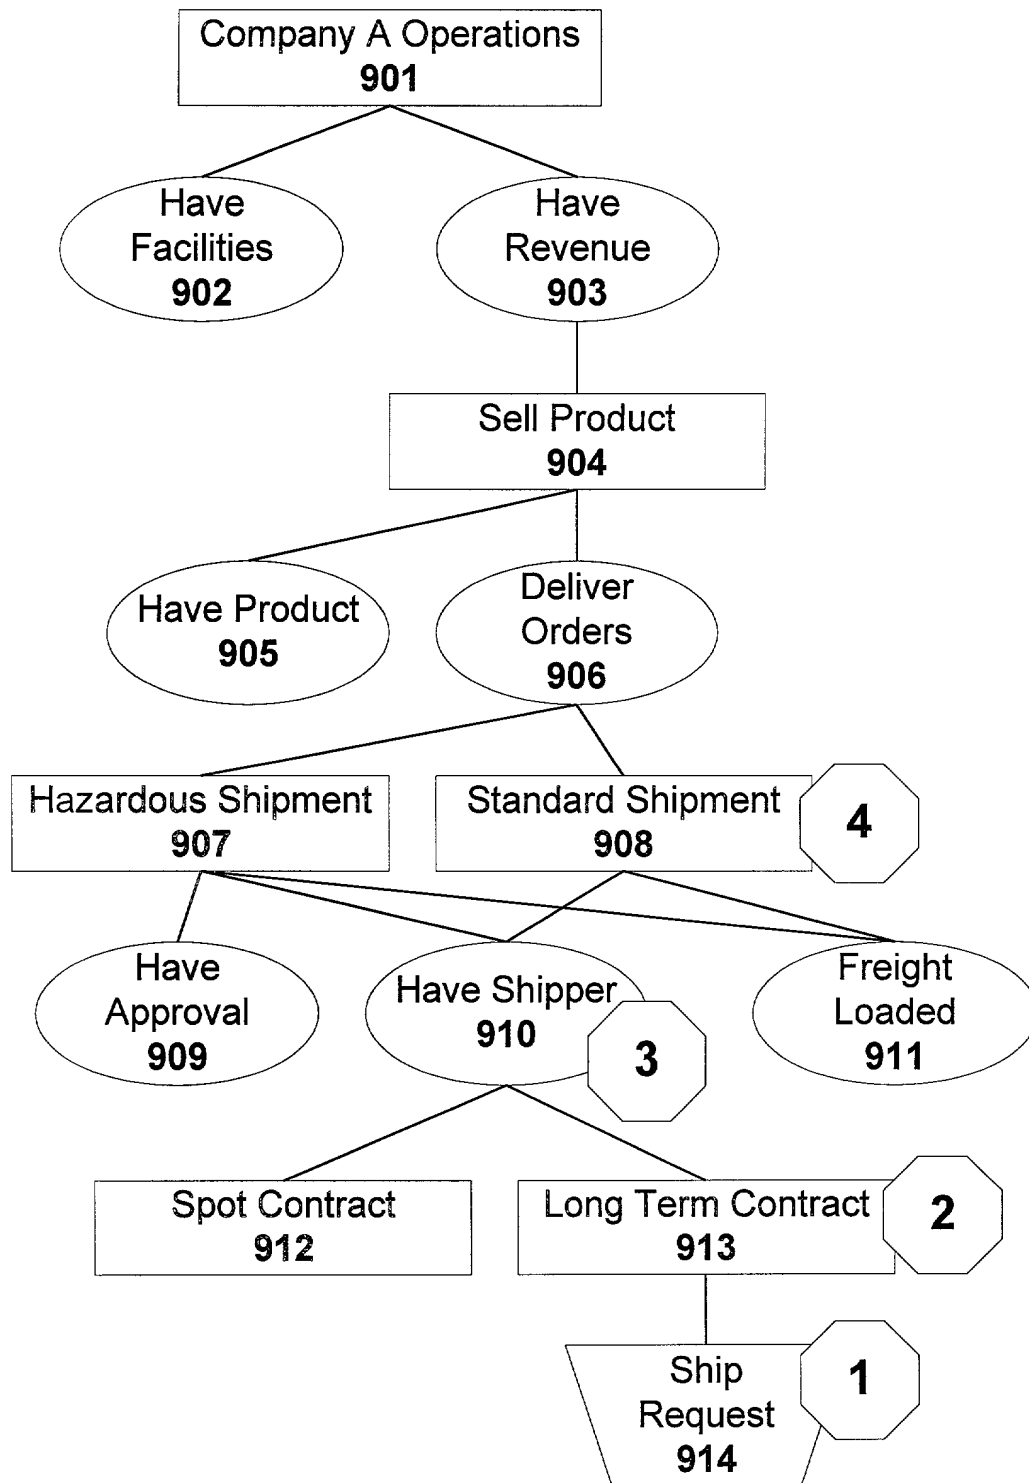 Company A Operations
901
Have
Facilities
902
Have
Revenue
903
Sell Product
904
Have Product
905
Deliver
Orders
906
Hazardous Shipment
907
Standard Shipment
908
4
Have
Approval
909
Have Shipper
910
3
Freight
Loaded
911
Spot Contract
912
Long Term Contract
913
2
Ship
Request
914
1